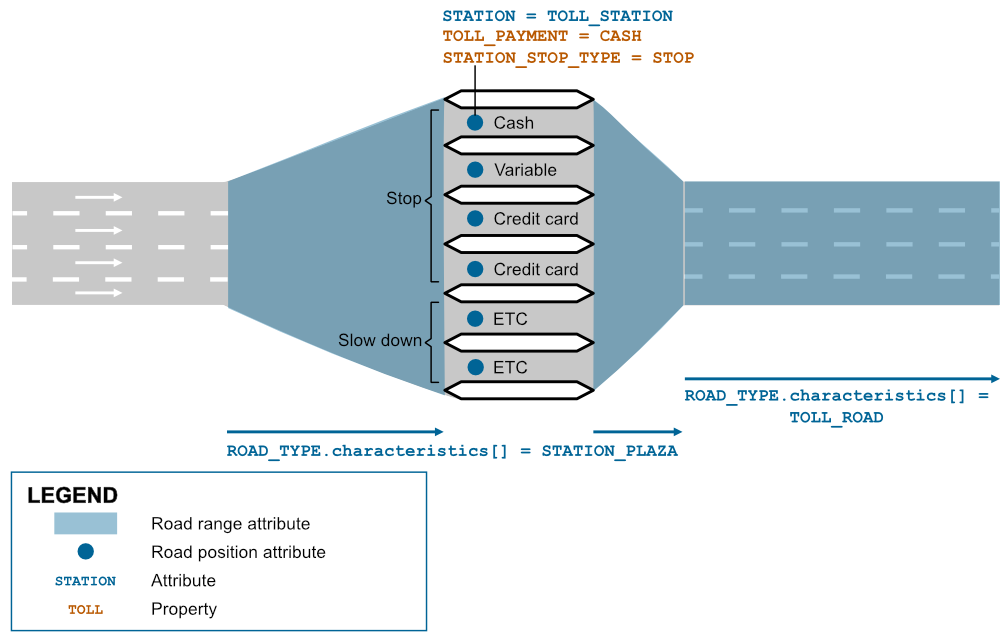 STATION = TOLL_STATION
TOLL_PAYMENT = CASH
STATION_STOP_TYPE = STOP
Cash
Variable
Stop
Credit card
Credit card
ETC
Slow down
ETC
ROAD_TYPE.characteristics[] =
TOLL_ROAD
ROAD_TYPE.characteristics[] = STATION_PLAZA
LEGEND
Road range attribute
Road position attribute
STATION Attribute
TOLL Property